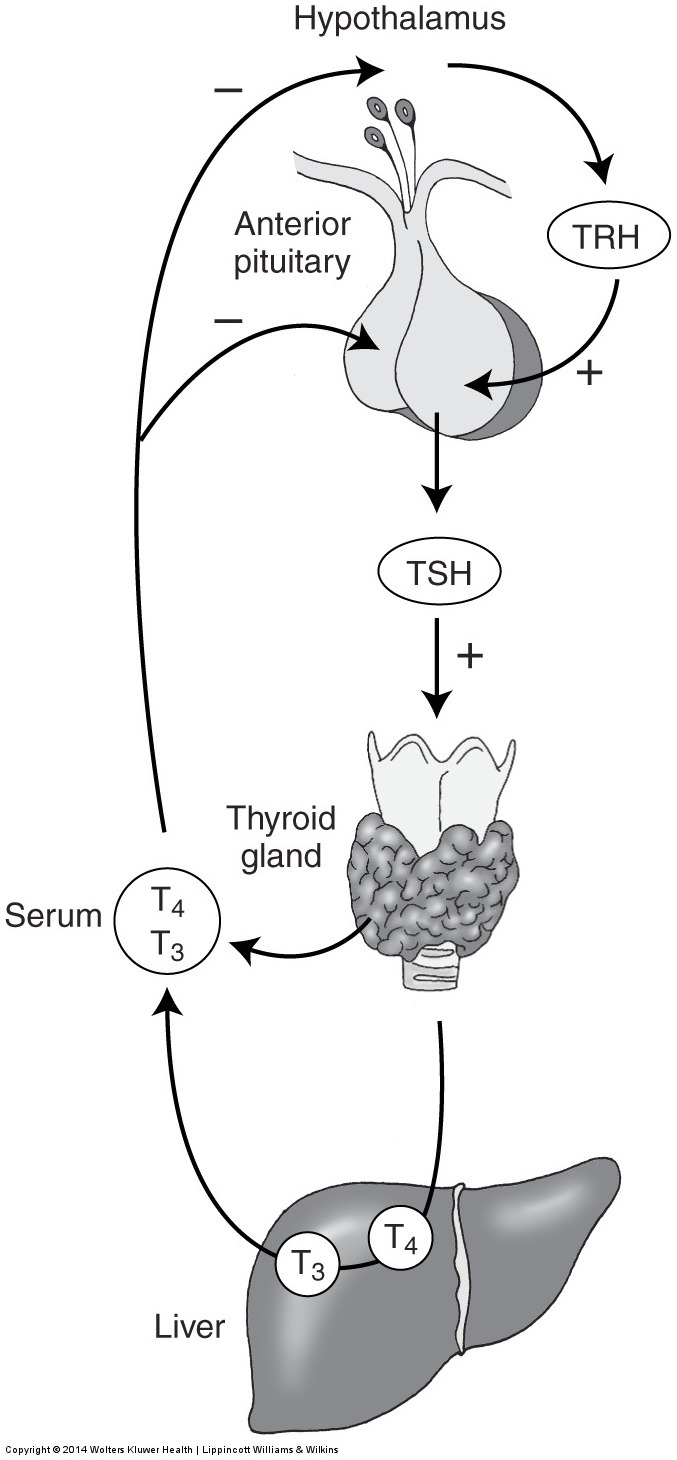 Hypothalamus
−
Anterior
pituitary
TRH
−
+
TSH
+
Thyroid
gland
Serum
T4
T3
T4
T3
Liver
Copyright © 2014 Wolters Kluwer Health | Lippincott Williams & Wilkins